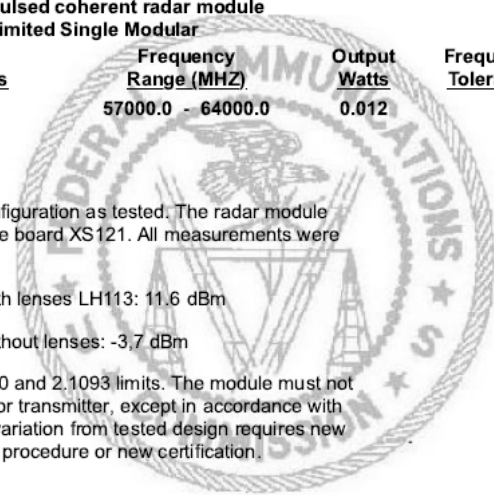 ulsed coherent radar module
imited Single Modular
Frequency Output Frequ
s Range (MHZ) Watts Toler
57000.0 - 64000.0 0.012
FEDERAL COMMUNICATIONS COMMISSION
U S
figuration as tested. The radar module
e board XS121. All measurements were
th lenses LH113: 11.6 dBm
thout lenses: -3,7 dBm
0 and 2.1093 limits. The module must not
or transmitter, except in accordance with
variation from tested design requires new
procedure or new certification.